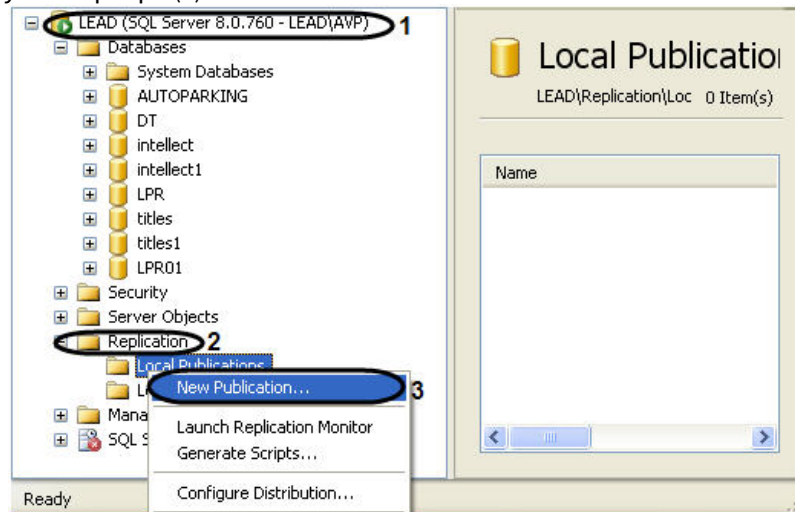 LEAD (SQL Server 8.0.760 - LEAD\AVP) 1
Databases
System Databases
AUTOPARKING
DT
intellect
intellect1
LPR
titles
titles1
LPR01
Security
Server Objects
Replication 2
Local Publications
L
New Publication... 3
Mana
Launch Replication Monitor
SQL S
Generate Scripts...
Configure Distribution...
Ready
Local Publicatio
LEAD\Replication\Loc 0 Item(s)
Name